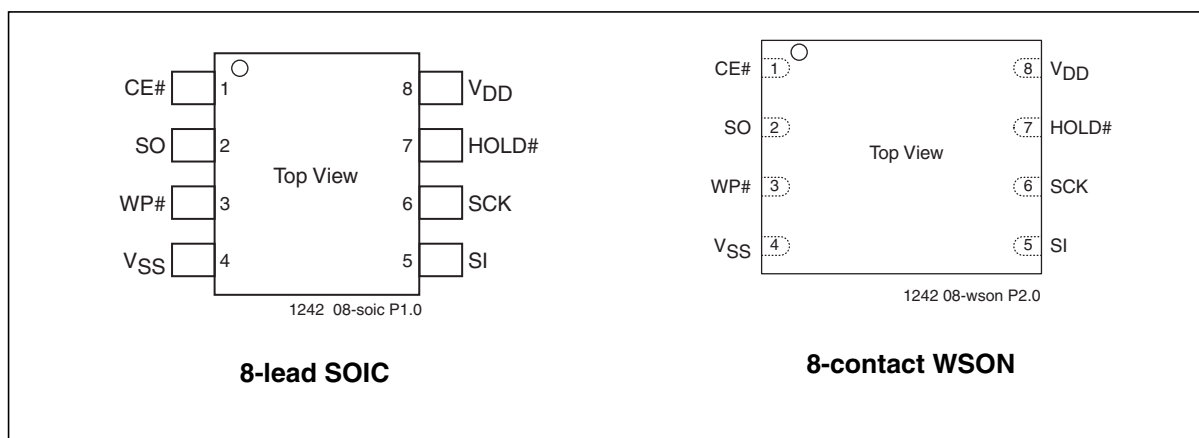 CE# 1 8 VDD
SO 2 7 HOLD#
Top View
WP# 3 6 SCK
VSS 4 5 SI
1242 08-soic P1.0
8-lead SOIC
CE# 1 8 VDD
SO 2 7 HOLD#
Top View
WP# 3 6 SCK
VSS 4 5 SI
1242 08-wson P2.0
8-contact WSON